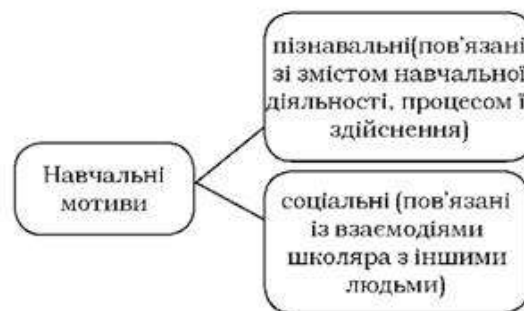 Навчальні
мотиви
пізнавальні(пов'язані
зі змістом навчальної
діяльності, процесом ї
здійснення)
соціальні (пов'язані
із взаємодіями
школяра з іншими
людьми)